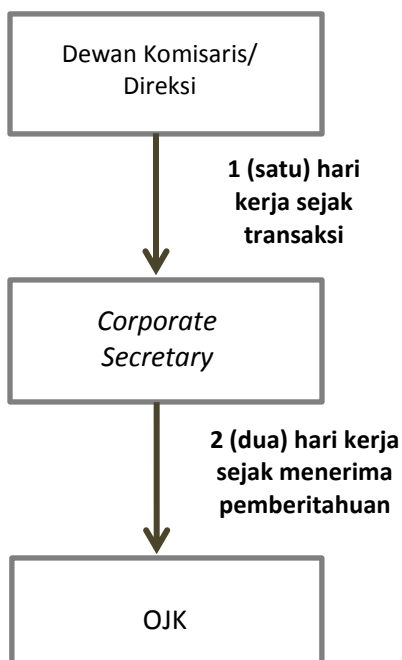 Dewan Komisaris/
Direksi
1 (satu) hari
kerja sejak
transaksi
Corporate
Secretary
2 (dua) hari kerja
sejak menerima
pemberitahuan
OJK